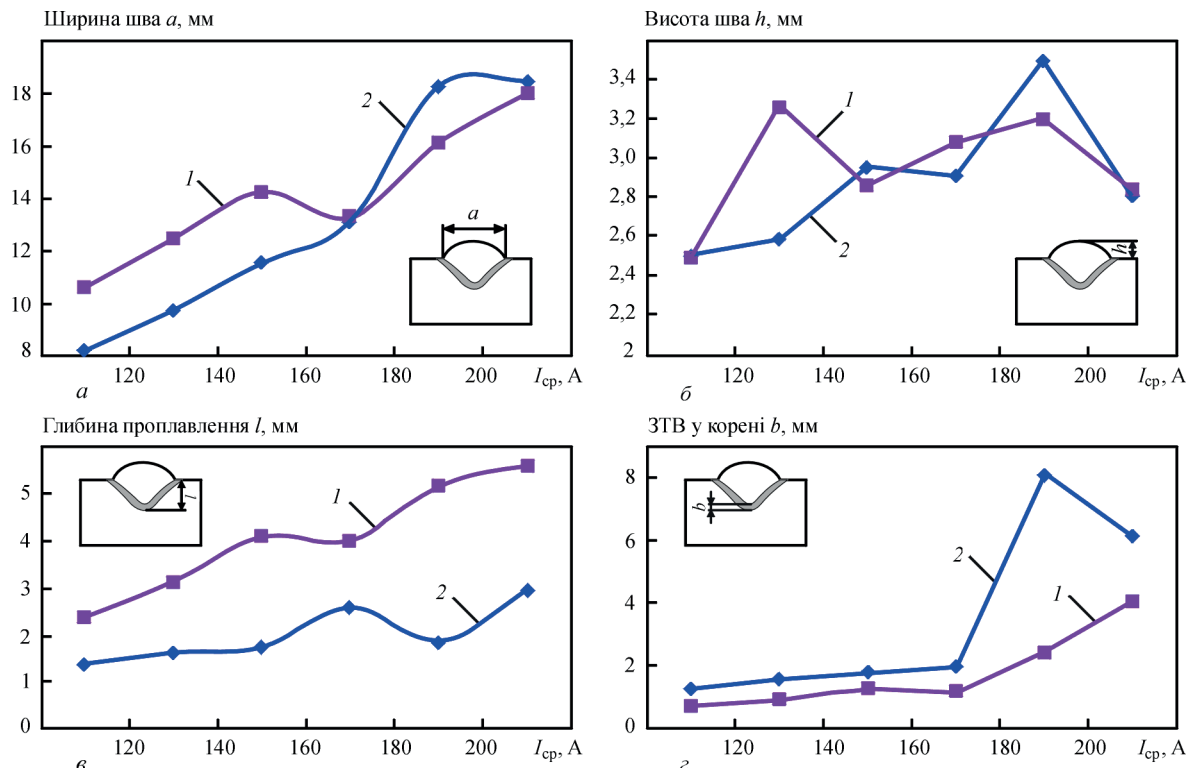 Ширина шва a, мм
18
16
14
12
10
8
120 140 160 180 200 Iср, А
1
2
a
а
Висота шва h, мм
3,4
3,2
3,0
2,8
2,6
2,4
2,2
2
120 140 160 180 200 Iср, А
1
2
h
б
Глибина проплавлення l, мм
5
4
3
2
1
0
120 140 160 180 200 Iср, А
l
1
2
в
ЗТВ у корені b, мм
8
6
4
2
0
120 140 160 180 200 Iср, А
b
2
1
г